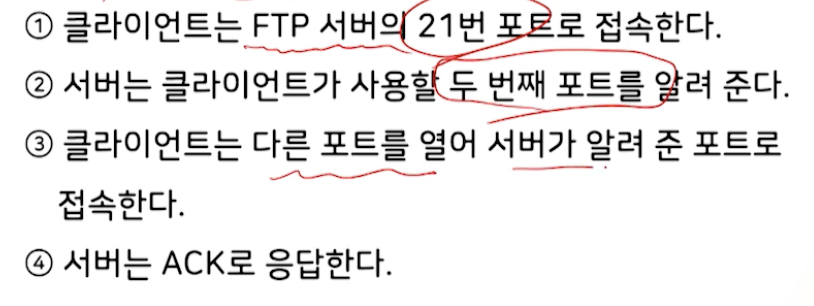 ① 클라이언트는 FTP 서버의 21번 포트로 접속한다.
② 서버는 클라이언트가 사용할 두 번째 포트를 알려 준다.
③ 클라이언트는 다른 포트를 열어 서버가 알려 준 포트로
접속한다.
④ 서버는 ACK로 응답한다.